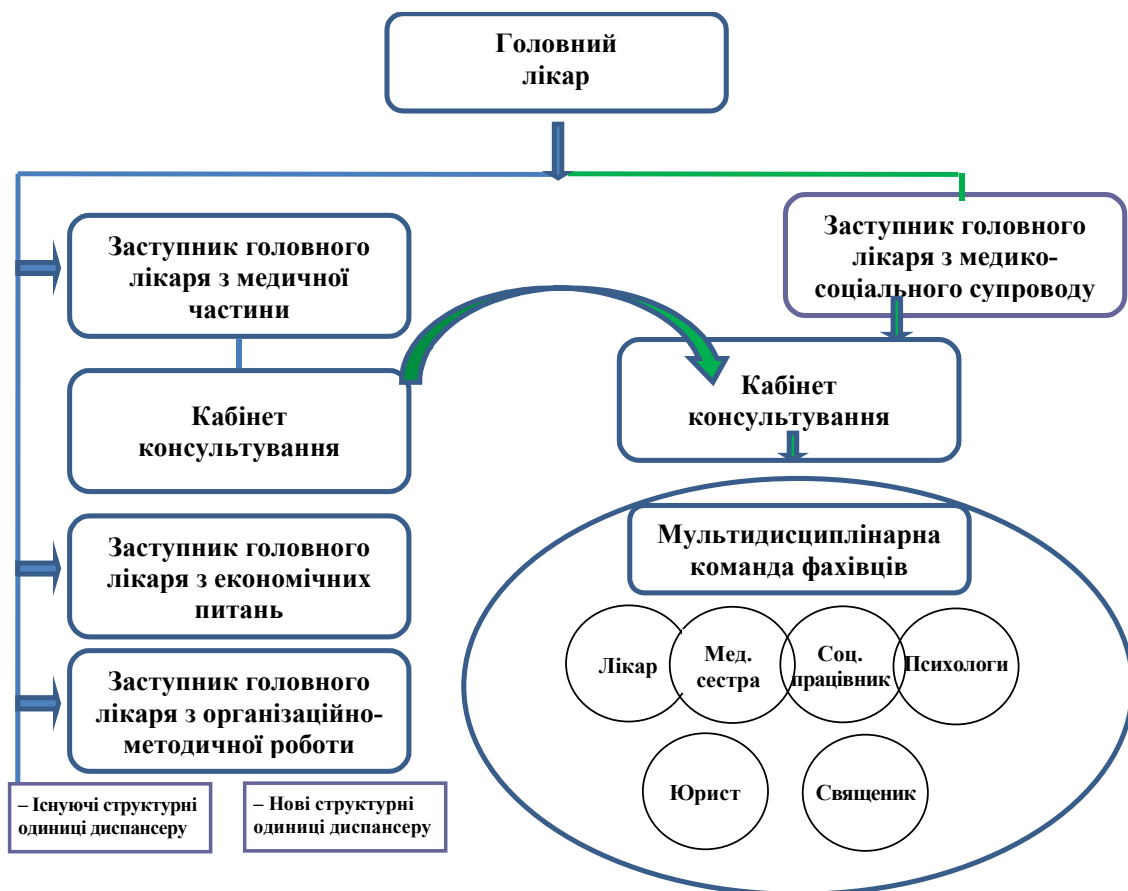 Головний
лікар
Заступник головного
лікаря з медичної
частини
Заступник головного
лікаря з медико-
соціального супроводу
Кабінет
консультування
Кабінет
консультування
Заступник головного
лікаря з економічних
питань
Заступник головного
лікаря з організаційно-
методичної роботи
Мультидисциплінарна
команда фахівців
Лікар
Мед.
сестра
Соц.
працівник
Психологи
Юрист
Священик
– Існуючі структурні
одиниці диспансеру
– Нові структурні
одиниці диспансеру